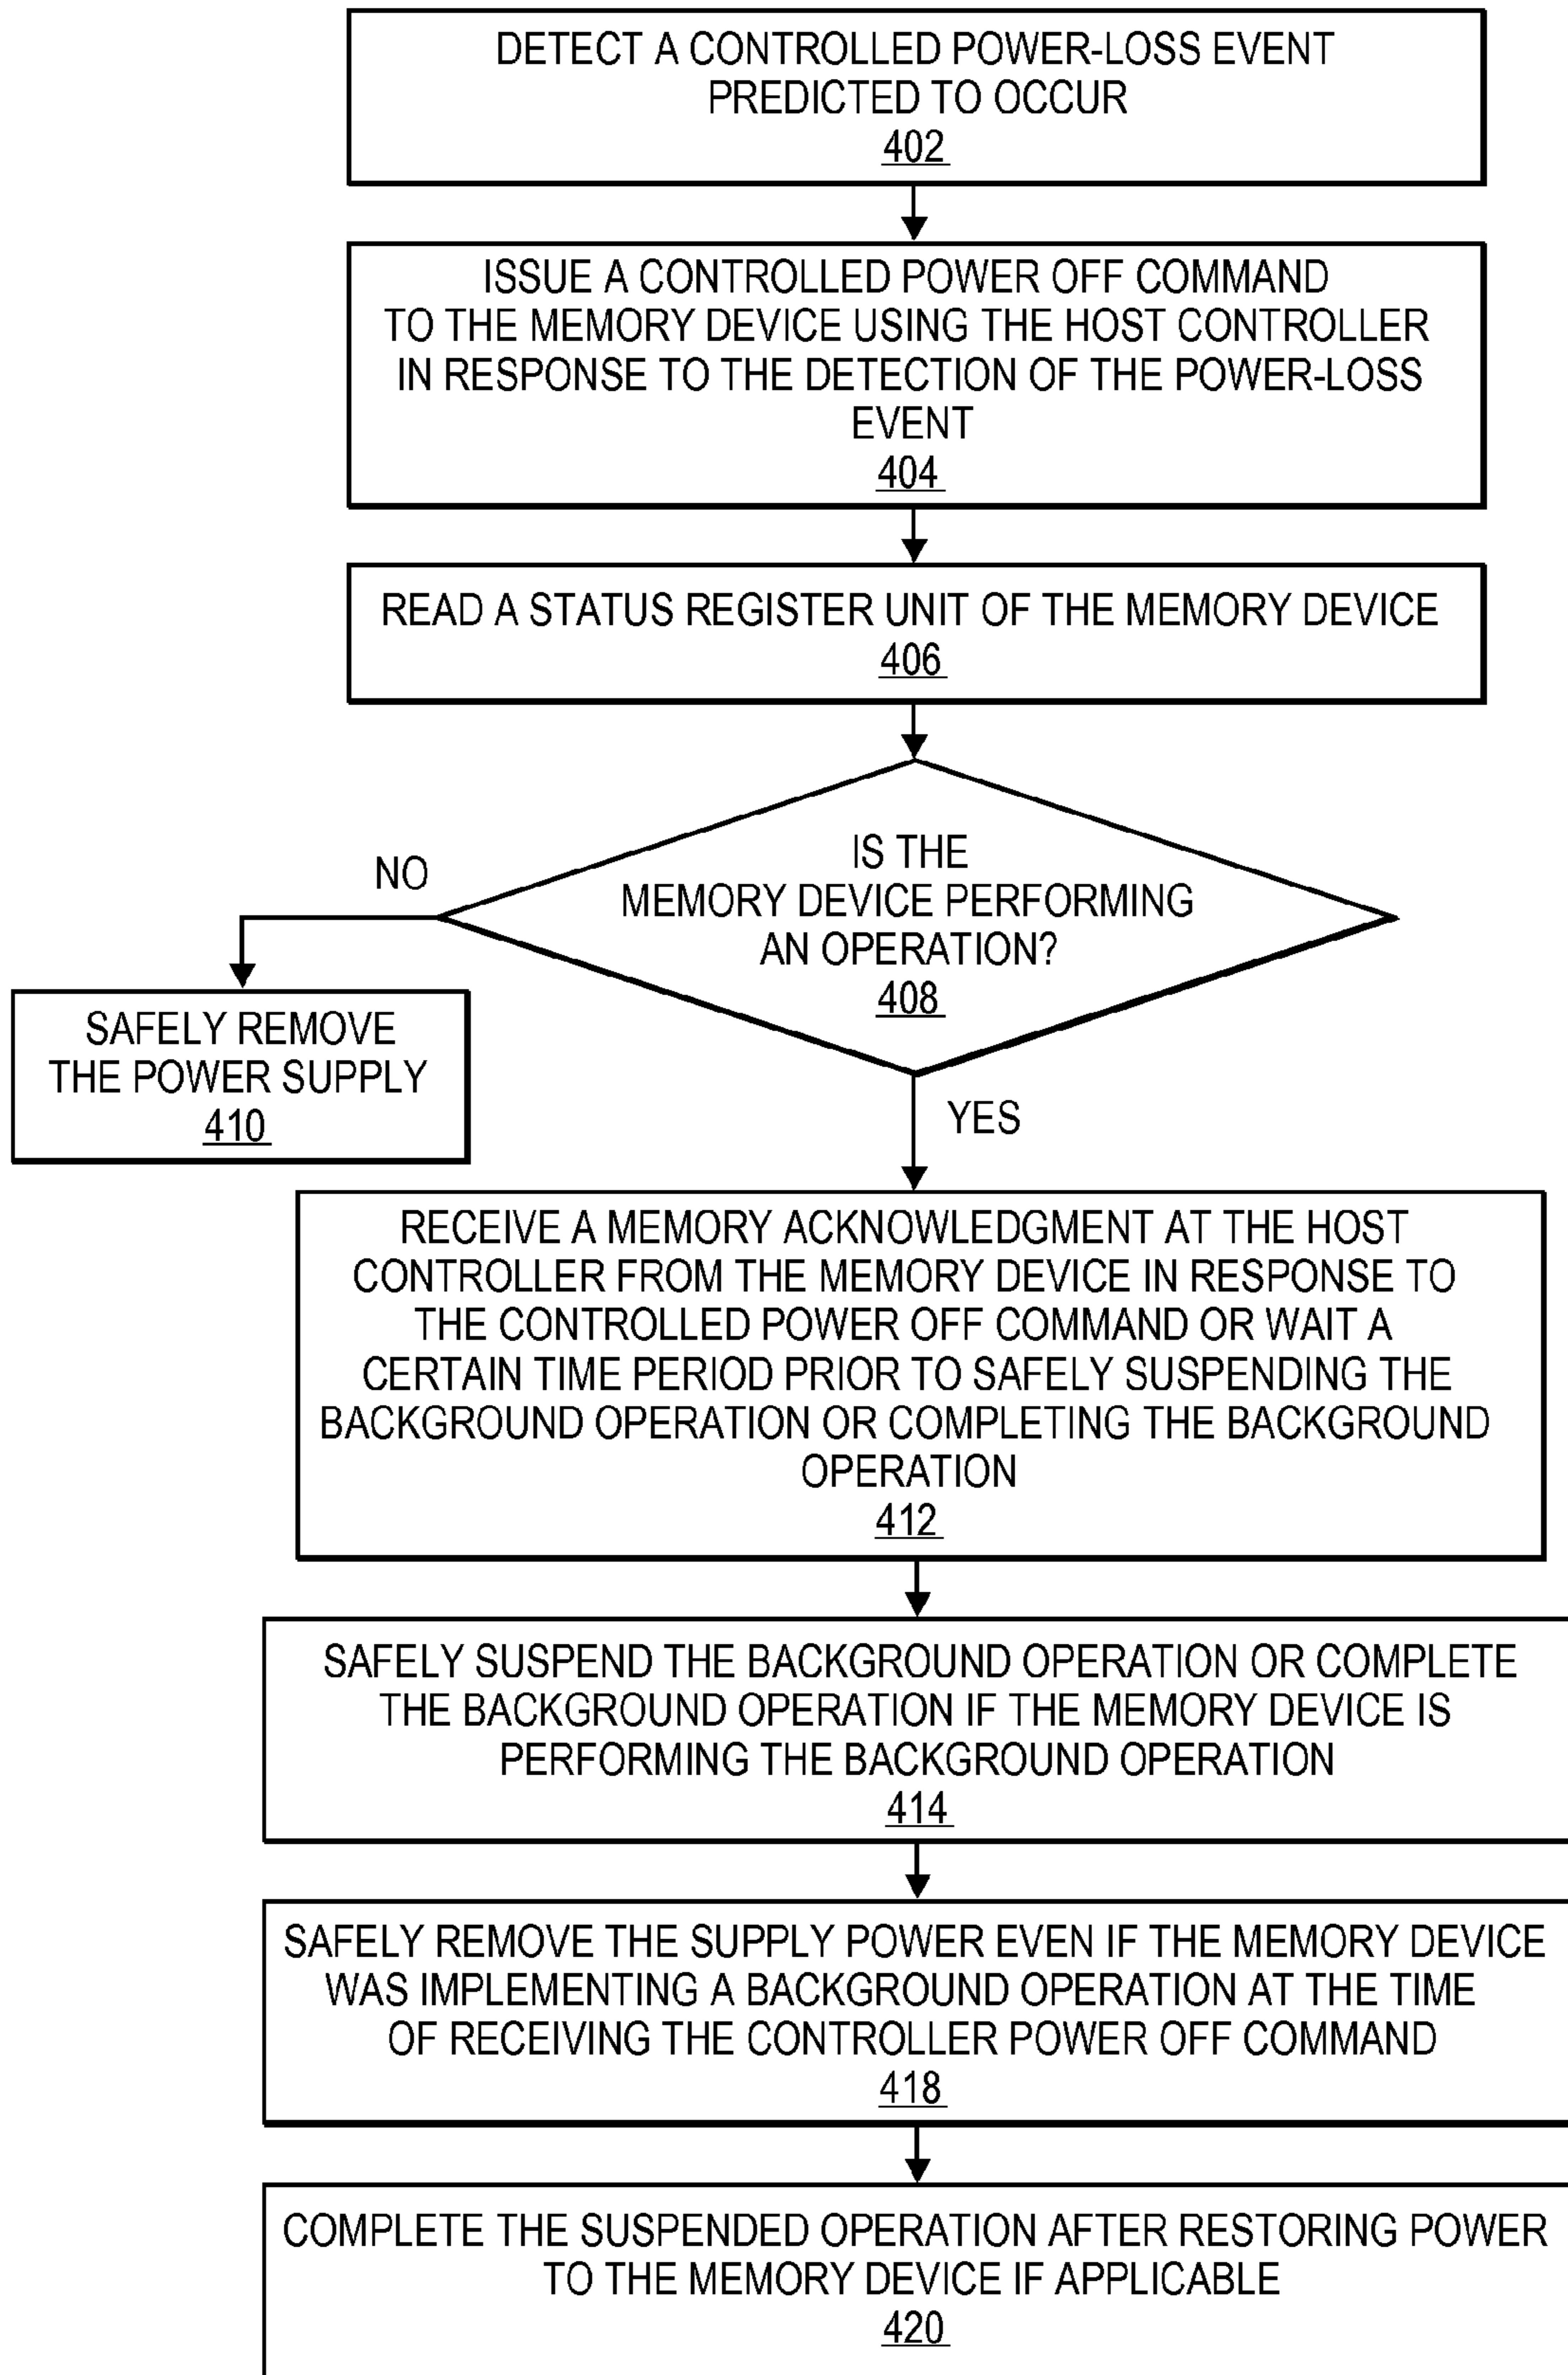 DETECT A CONTROLLED POWER-LOSS EVENT
PREDICTED TO OCCUR
402
ISSUE A CONTROLLED POWER OFF COMMAND
TO THE MEMORY DEVICE USING THE HOST CONTROLLER
IN RESPONSE TO THE DETECTION OF THE POWER-LOSS
EVENT
404
READ A STATUS REGISTER UNIT OF THE MEMORY DEVICE
406
IS THE
MEMORY DEVICE PERFORMING
AN OPERATION?
408
NO
SAFELY REMOVE
THE POWER SUPPLY
410
YES
RECEIVE A MEMORY ACKNOWLEDGMENT AT THE HOST
CONTROLLER FROM THE MEMORY DEVICE IN RESPONSE TO
THE CONTROLLED POWER OFF COMMAND OR WAIT A
CERTAIN TIME PERIOD PRIOR TO SAFELY SUSPENDING THE
BACKGROUND OPERATION OR COMPLETING THE BACKGROUND
OPERATION
412
SAFELY SUSPEND THE BACKGROUND OPERATION OR COMPLETE
THE BACKGROUND OPERATION IF THE MEMORY DEVICE IS
PERFORMING THE BACKGROUND OPERATION
414
SAFELY REMOVE THE SUPPLY POWER EVEN IF THE MEMORY DEVICE
WAS IMPLEMENTING A BACKGROUND OPERATION AT THE TIME
OF RECEIVING THE CONTROLLER POWER OFF COMMAND
418
COMPLETE THE SUSPENDED OPERATION AFTER RESTORING POWER
TO THE MEMORY DEVICE IF APPLICABLE
420